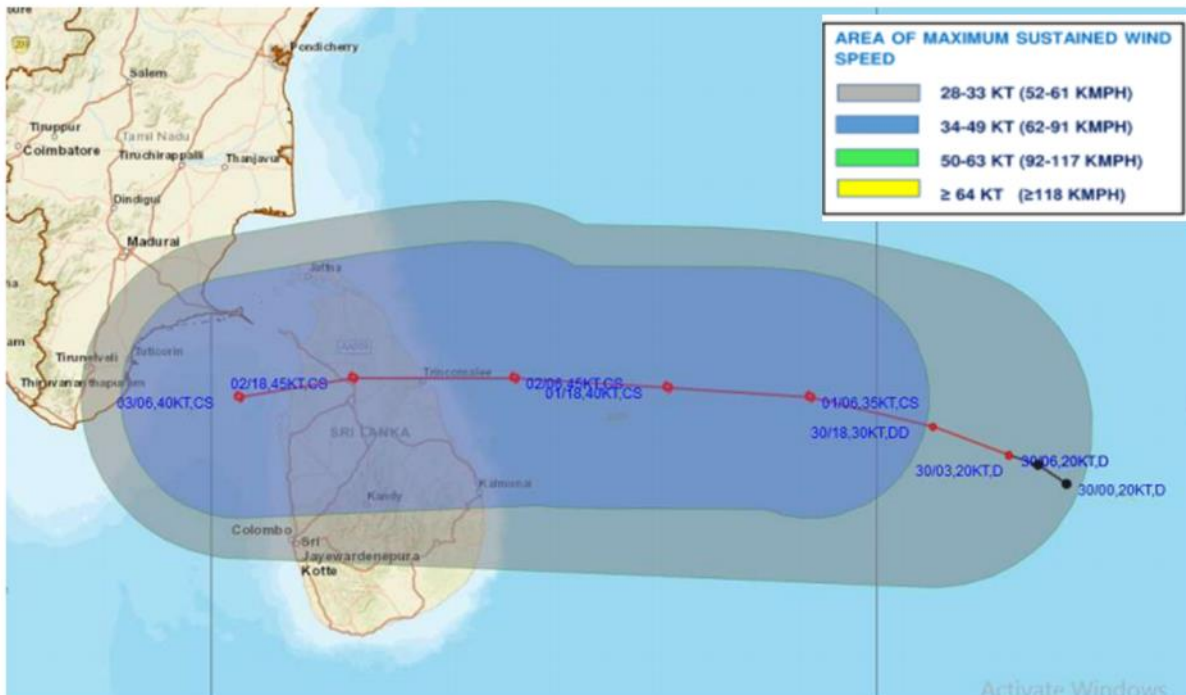 AREA OF MAXIMUM SUSTAINED WIND
SPEED
28-33 KT (52-61 KMPH)
34-49 KT (62-91 KMPH)
50-63 KT (92-117 KMPH)
≥ 64 KT (≥118 KMPH)
Pondicherry
Salem
Tiruppur
Tamil Nadu
Coimbatore
Tiruchirappalli
Thanjavur
Dindigul
Madurai
Jaffna
Tirunelveli
Tuticorin
Thiruvananthapuram
Trincomalee
02/18,45KT,CS
02/06,45KT,CS
01/18,40KT,CS
03/06,40KT,CS
01/06,35KT,CS
SRI LANKA
30/18,30KT,DD
30/03,20KT,D
30/06,20KT,D
30/00,20KT,D
Kandy
Kalmunai
Colombo
Sri
Jayewardenepura
Kotte
Activate Windows